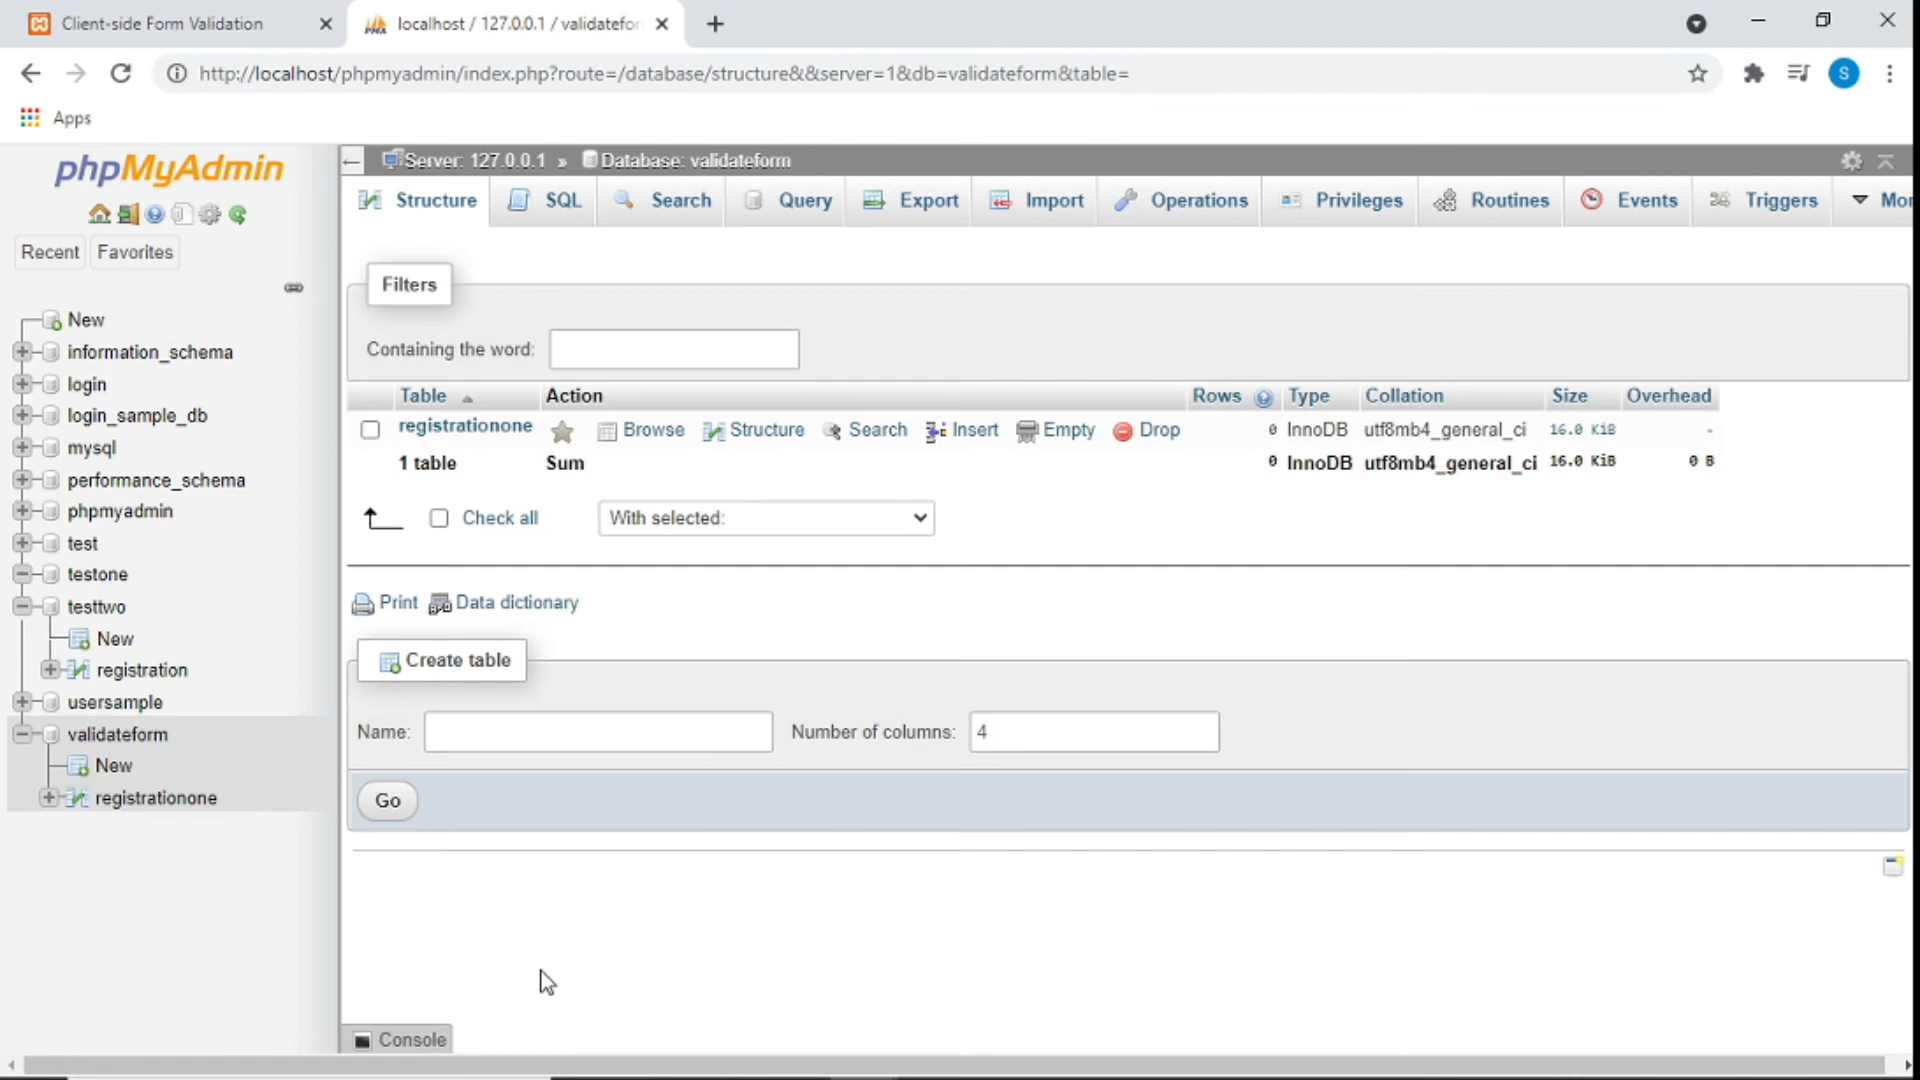 Client-side Form Validation
localhost / 127.0.0.1 / validatefor
http://localhost/phpmyadmin/index.php?route=/database/structure&&server=1&db=validateform&table=
S
Apps
phpMyAdmin
Recent Favorites
New
information_schema
login
login_sample_db
mysql
performance_schema
phpmyadmin
test
testone
testtwo
New
registration
usersample
validateform
New
registrationone
Server: 127.0.0.1 » Database: validateform
Structure SQL Search Query Export Import Operations Privileges Routines Events Triggers Mor
Filters
Containing the word:
Table Action Rows Type Collation Size Overhead
registrationone Browse Structure Search Insert Empty Drop 0 InnoDB utf8mb4_general_ci 16.0 KiB -
1 table Sum 0 InnoDB utf8mb4_general_ci 16.0 KiB 0 B
Check all With selected:
Print Data dictionary
Create table
Name: Number of columns: 4
Go
Console